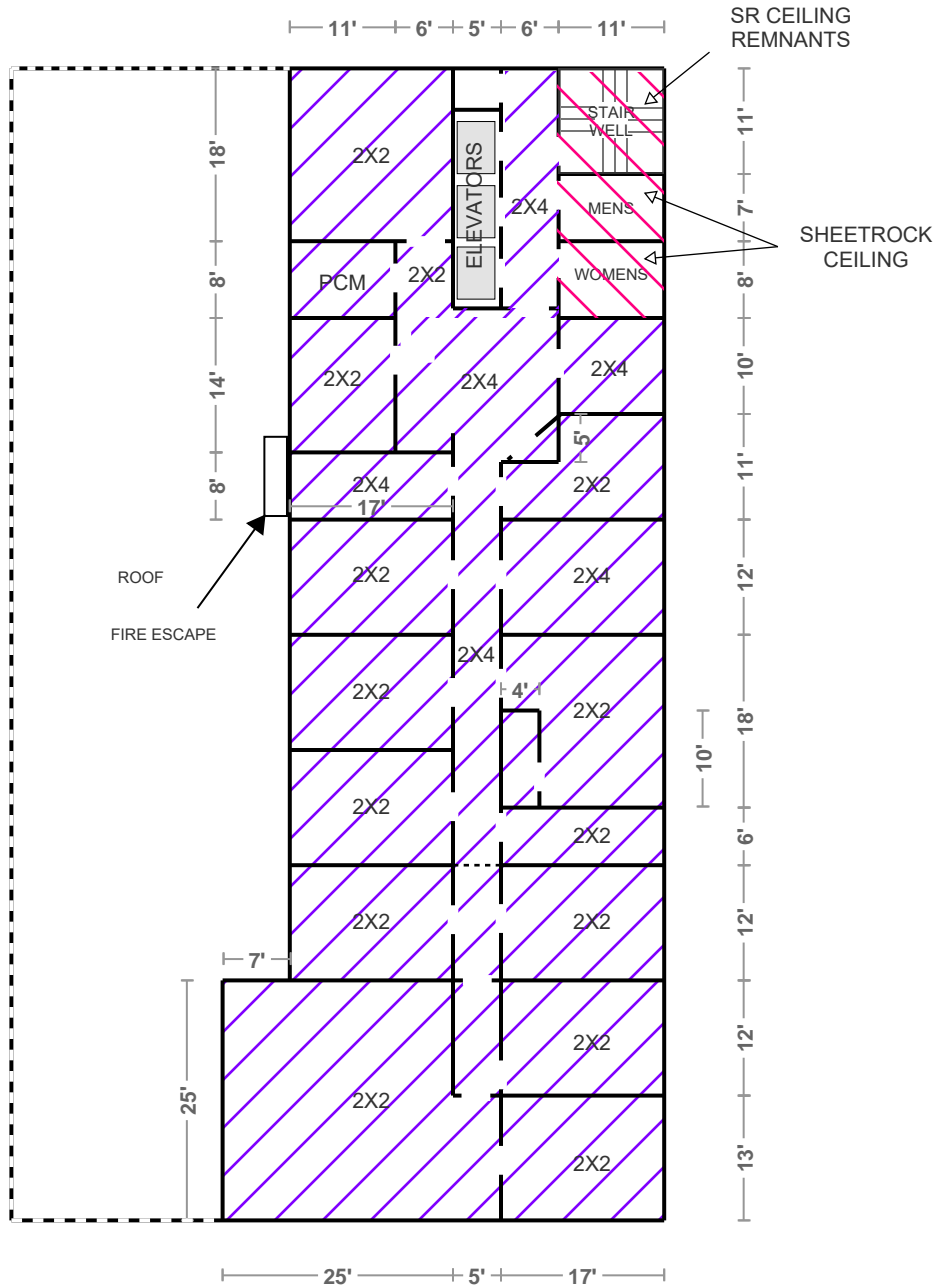 11'
6'
5'
6'
11'
SR CEILING
REMNANTS
18'
2X2
ELEVATORS
2X4
STAIR
WELL
11'
MENS
7'
SHEETROCK
CEILING
8'
PCM
2X2
WOMENS
8'
14'
2X2
2X4
2X4
10'
5'
8'
2X4
17'
2X2
11'
ROOF
FIRE ESCAPE
2X2
2X4
12'
2X4
2X2
4'
2X2
18'
10'
2X2
2X2
6'
2X2
2X2
12'
7'
25'
2X2
2X2
12'
2X2
13'
25'
5'
17'